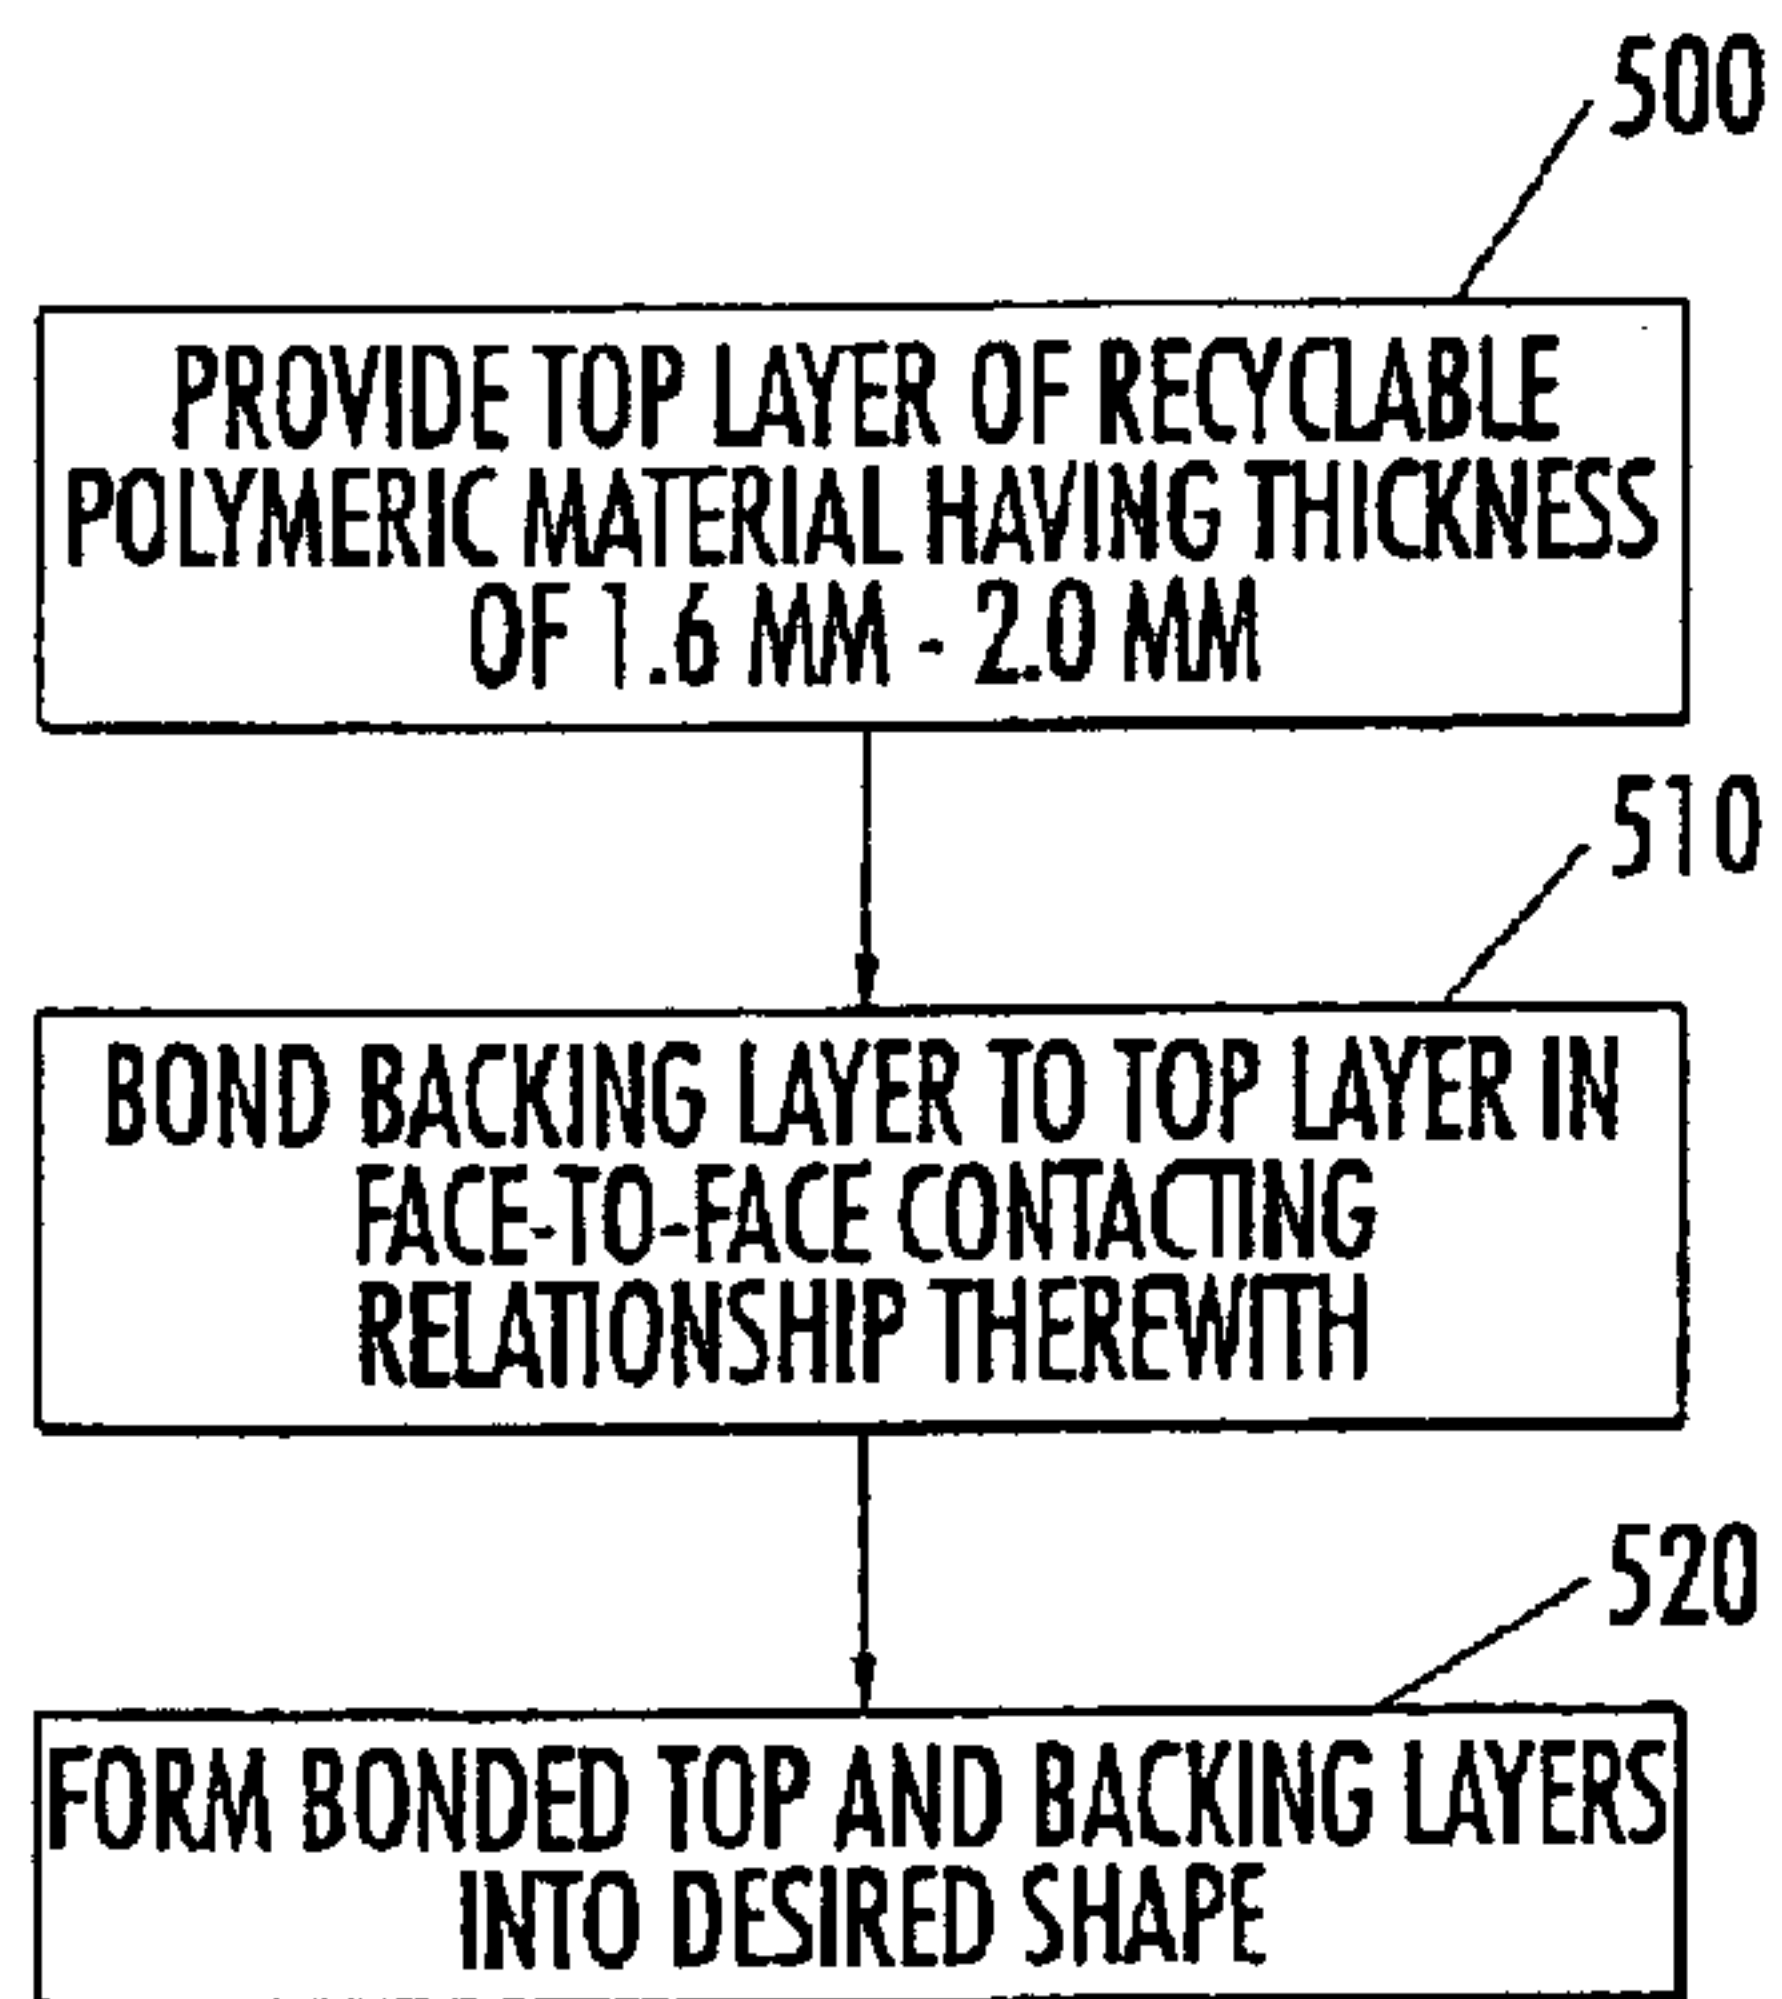 500
PROVIDE TOP LAYER OF RECYCLABLE
POLYMERIC MATERIAL HAVING THICKNESS
OF 1.6 MM - 2.0 MM
510
BOND BACKING LAYER TO TOP LAYER IN
FACE-TO-FACE CONTACTING
RELATIONSHIP THEREWITH
520
FORM BONDED TOP AND BACKING LAYERS
INTO DESIRED SHAPE